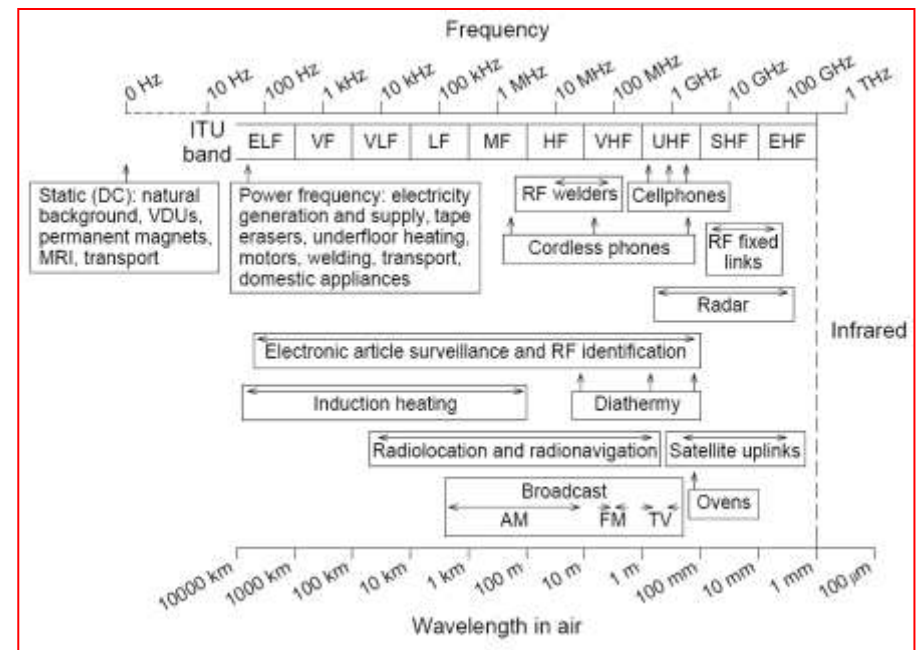 Frequency
0 Hz 10 Hz 100 Hz 1 kHz 10 kHz 100 kHz 1 MHz 10 MHz 100 MHz 1 GHz 10 GHz 100 GHz 1 THz
ITU
band
ELF VF VLF LF MF HF VHF UHF SHF EHF
Static (DC): natural
background, VDUs,
permanent magnets,
MRI, transport
Power frequency: electricity
generation and supply, tape
erasers, underfloor heating,
motors, welding, transport,
domestic appliances
RF welders
Cellphones
Cordless phones
RF fixed
links
Radar
Infrared
Electronic article surveillance and RF identification
Induction heating
Diathermy
Radiolocation and radionavigation
Satellite uplinks
Broadcast
AM FM TV
Ovens
10000 km 1000 km 100 km 10 km 1 km 100 m 10 m 1 m 100 mm 10 mm 1 mm 100 µm
Wavelength in air